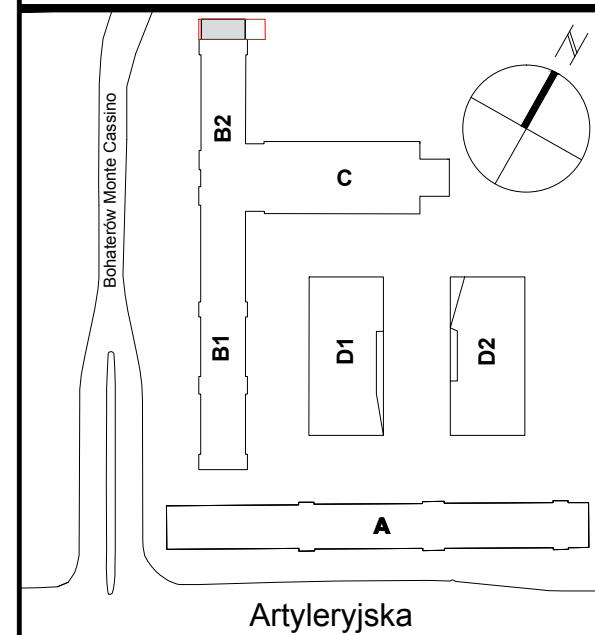 N
B2
C
Bohaterów Monte Cassino
B1
D1
D2
A
Artyleryjska